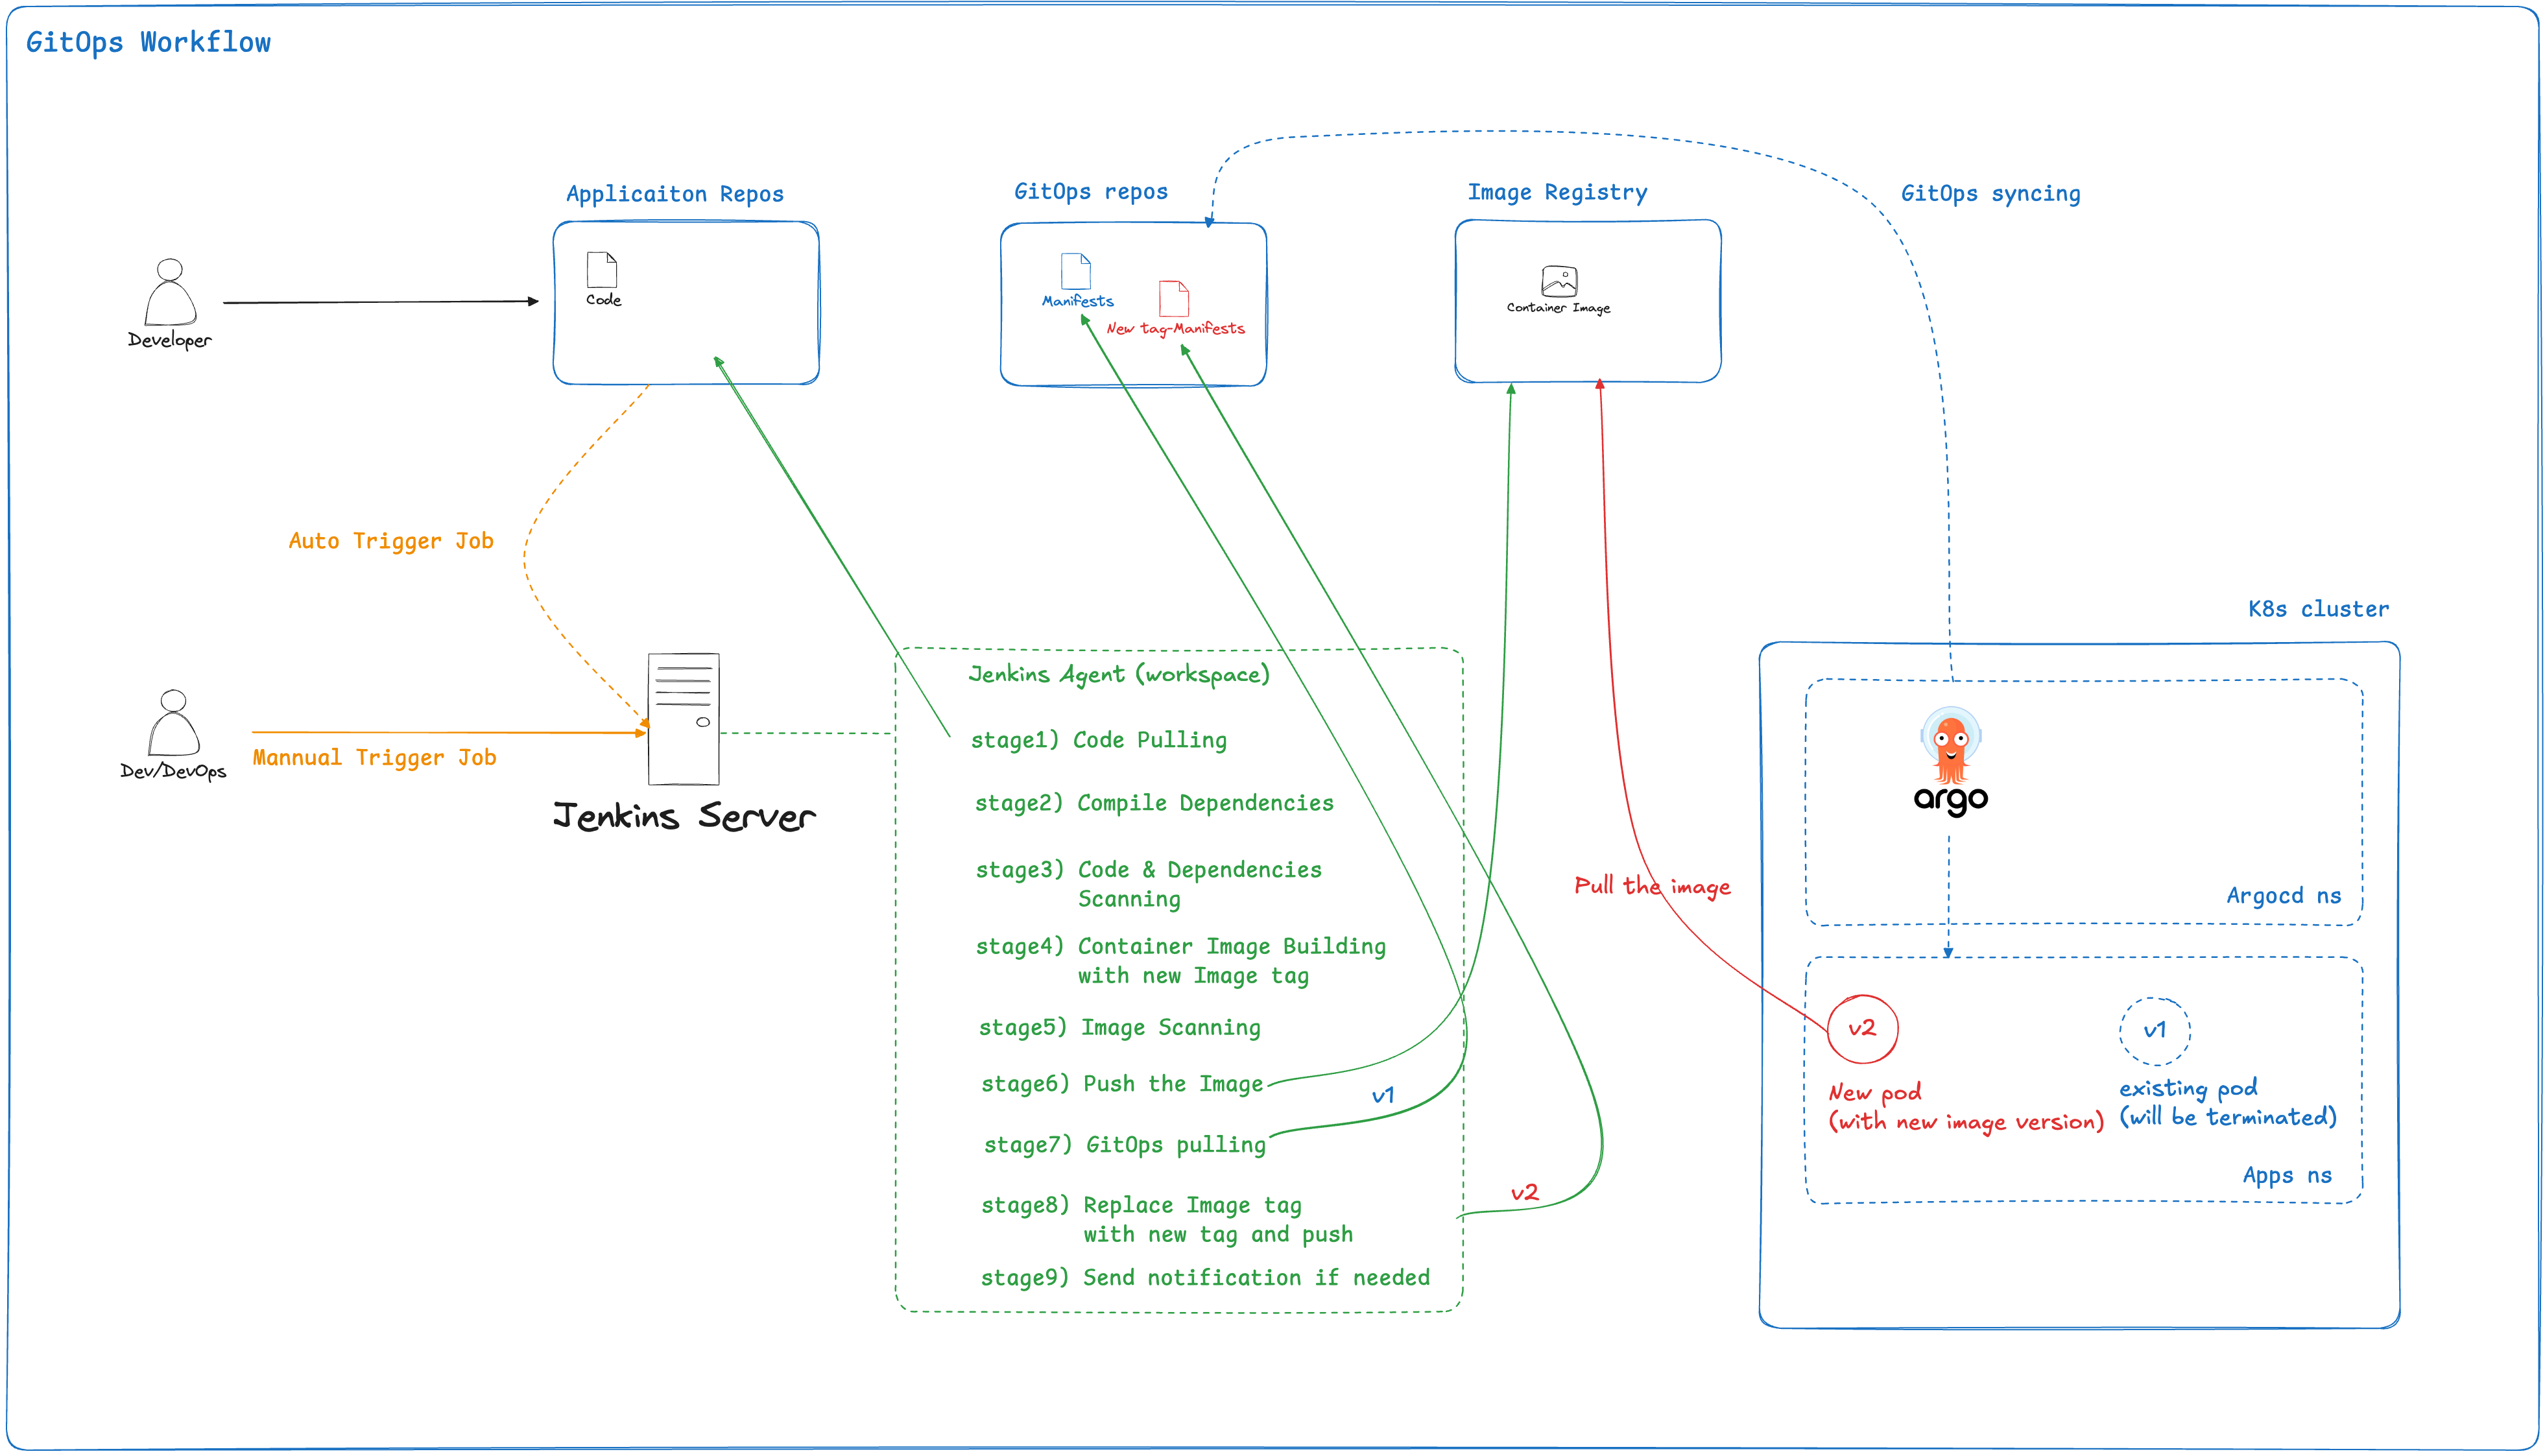 GitOps Workflow
Applicaiton Repos
GitOps repos
Image Registry
GitOps syncing
Code
Manifests
New tag-Manifests
Container Image
Developer
Auto Trigger Job
K8s cluster
Jenkins Agent (workspace)
stage1) Code Pulling
Dev/DevOps
Mannual Trigger Job
Jenkins Server
stage2) Compile Dependencies
stage3) Code & Dependencies
Scanning
stage4) Container Image Building
with new Image tag
stage5) Image Scanning
stage6) Push the Image
v1
stage7) GitOps pulling
stage8) Replace Image tag
with new tag and push
v2
stage9) Send notification if needed
Pull the image
argo
Argocd ns
v2
v1
New pod
(with new image version)
existing pod
(will be terminated)
Apps ns